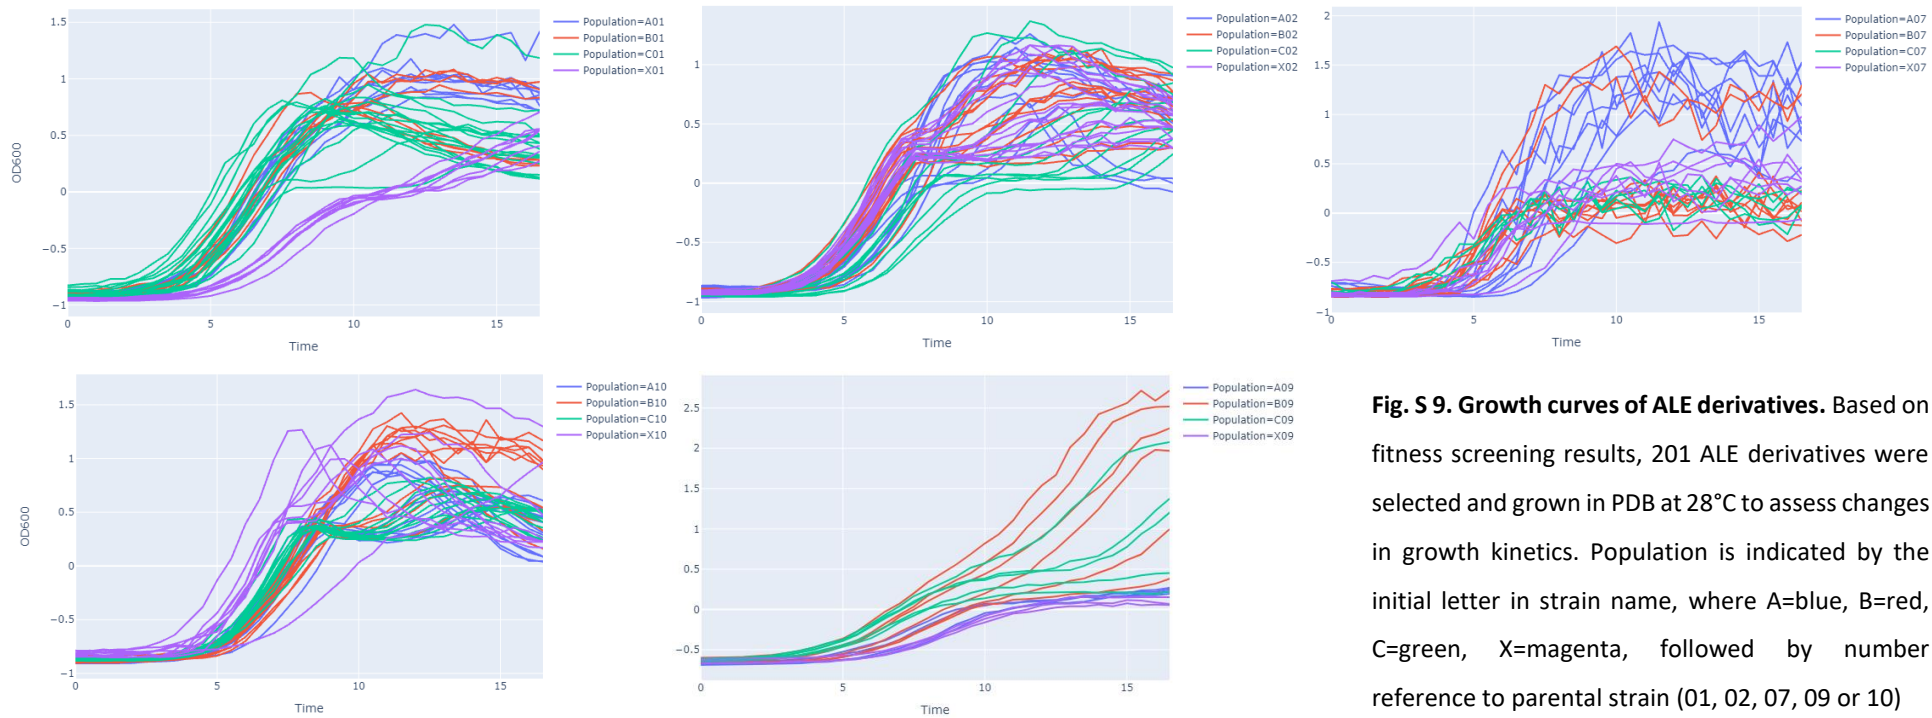 1.5
1
0.5
0
−0.5
−1
OD600
0
5
10
15
Time
Population=A01
Population=B01
Population=C01
Population=X01
1
0.5
0
−0.5
−1
0
5
10
15
Time
Population=A02
Population=B02
Population=C02
Population=X02
2
1.5
1
0.5
0
−0.5
−1
0
5
10
15
Time
Population=A07
Population=B07
Population=C07
Population=X07
1.5
1
0.5
0
−0.5
−1
OD600
0
5
10
15
Time
Population=A10
Population=B10
Population=C10
Population=X10
2.5
2
1.5
1
0.5
0
−0.5
0
5
10
15
Time
Population=A09
Population=B09
Population=C09
Population=X09
Fig. S 9. Growth curves of ALE derivatives. Based on
fitness screening results, 201 ALE derivatives were
selected and grown in PDB at 28°C to assess changes
in growth kinetics. Population is indicated by the
initial letter in strain name, where A=blue, B=red,
C=green, X=magenta, followed by number
reference to parental strain (01, 02, 07, 09 or 10)